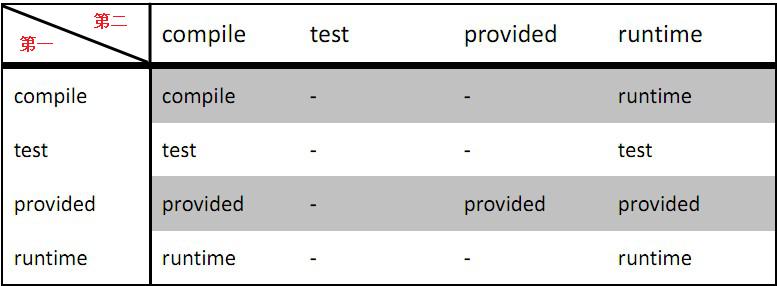 第二
第一
compile test provided runtime
compile compile - - runtime
test test - - test
provided provided - provided provided
runtime runtime - - runtime